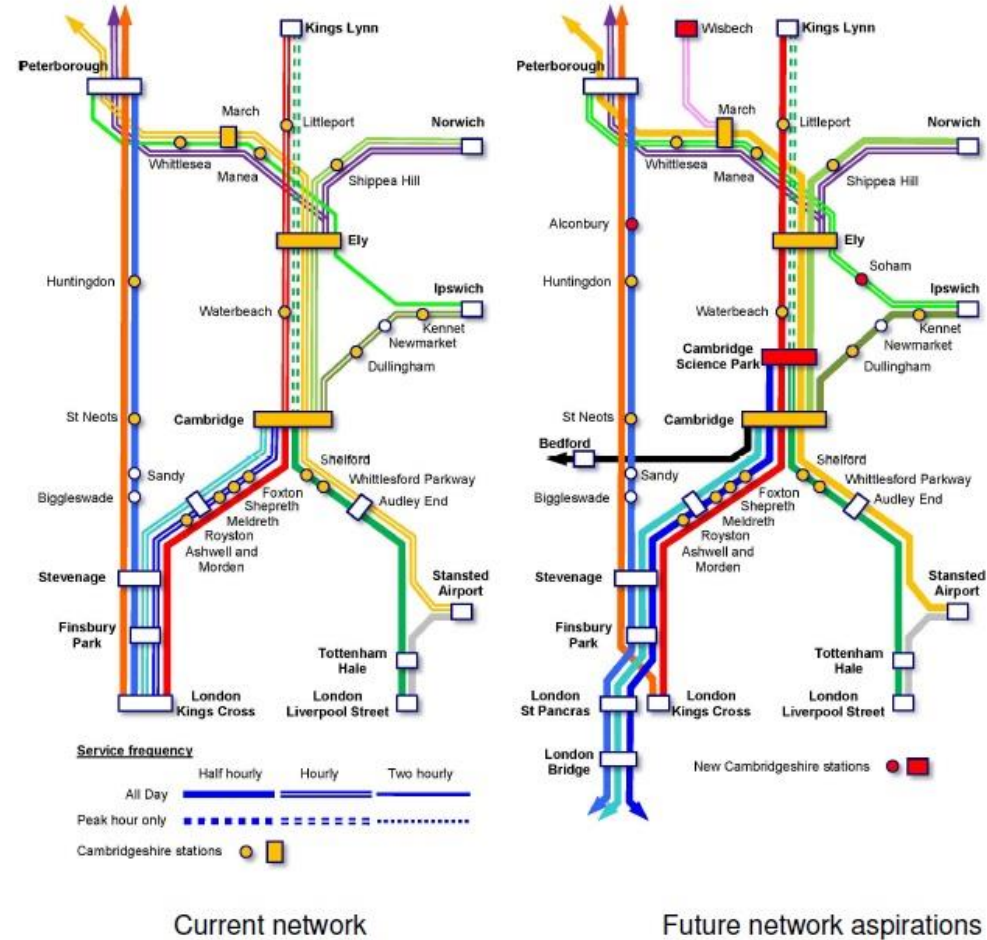 Kings Lynn
Peterborough
March
Littleport
Norwich
Whittlesea
Manea
Shippea Hill
Ely
Huntingdon
Ipswich
Waterbeach
Kennet
Newmarket
Dullingham
St Neots
Cambridge
Shelford
Sandy
Whittlesford Parkway
Biggleswade
Foxton
Audley End
Shepreth
Meldreth
Royston
Ashwell and
Morden
Stevenage
Stansted
Airport
Finsbury
Park
Tottenham
Hale
London
Kings Cross
London
Liverpool Street
Service frequency
Half hourly
Hourly
Two hourly
All Day
Peak hour only
Cambridgeshire stations
Current network
Wisbech
Kings Lynn
Peterborough
March
Littleport
Norwich
Whittlesea
Manea
Shippea Hill
Alconbury
Ely
Soham
Huntingdon
Ipswich
Waterbeach
Kennet
Newmarket
Cambridge
Science Park
Dullingham
St Neots
Cambridge
Bedford
Shelford
Sandy
Whittlesford Parkway
Biggleswade
Foxton
Audley End
Shepreth
Meldreth
Royston
Ashwell and
Morden
Stevenage
Stansted
Airport
Finsbury
Park
Tottenham
Hale
London
St Pancras
London
Kings Cross
London
Liverpool Street
London
Bridge
New Cambridgeshire stations
Future network aspirations